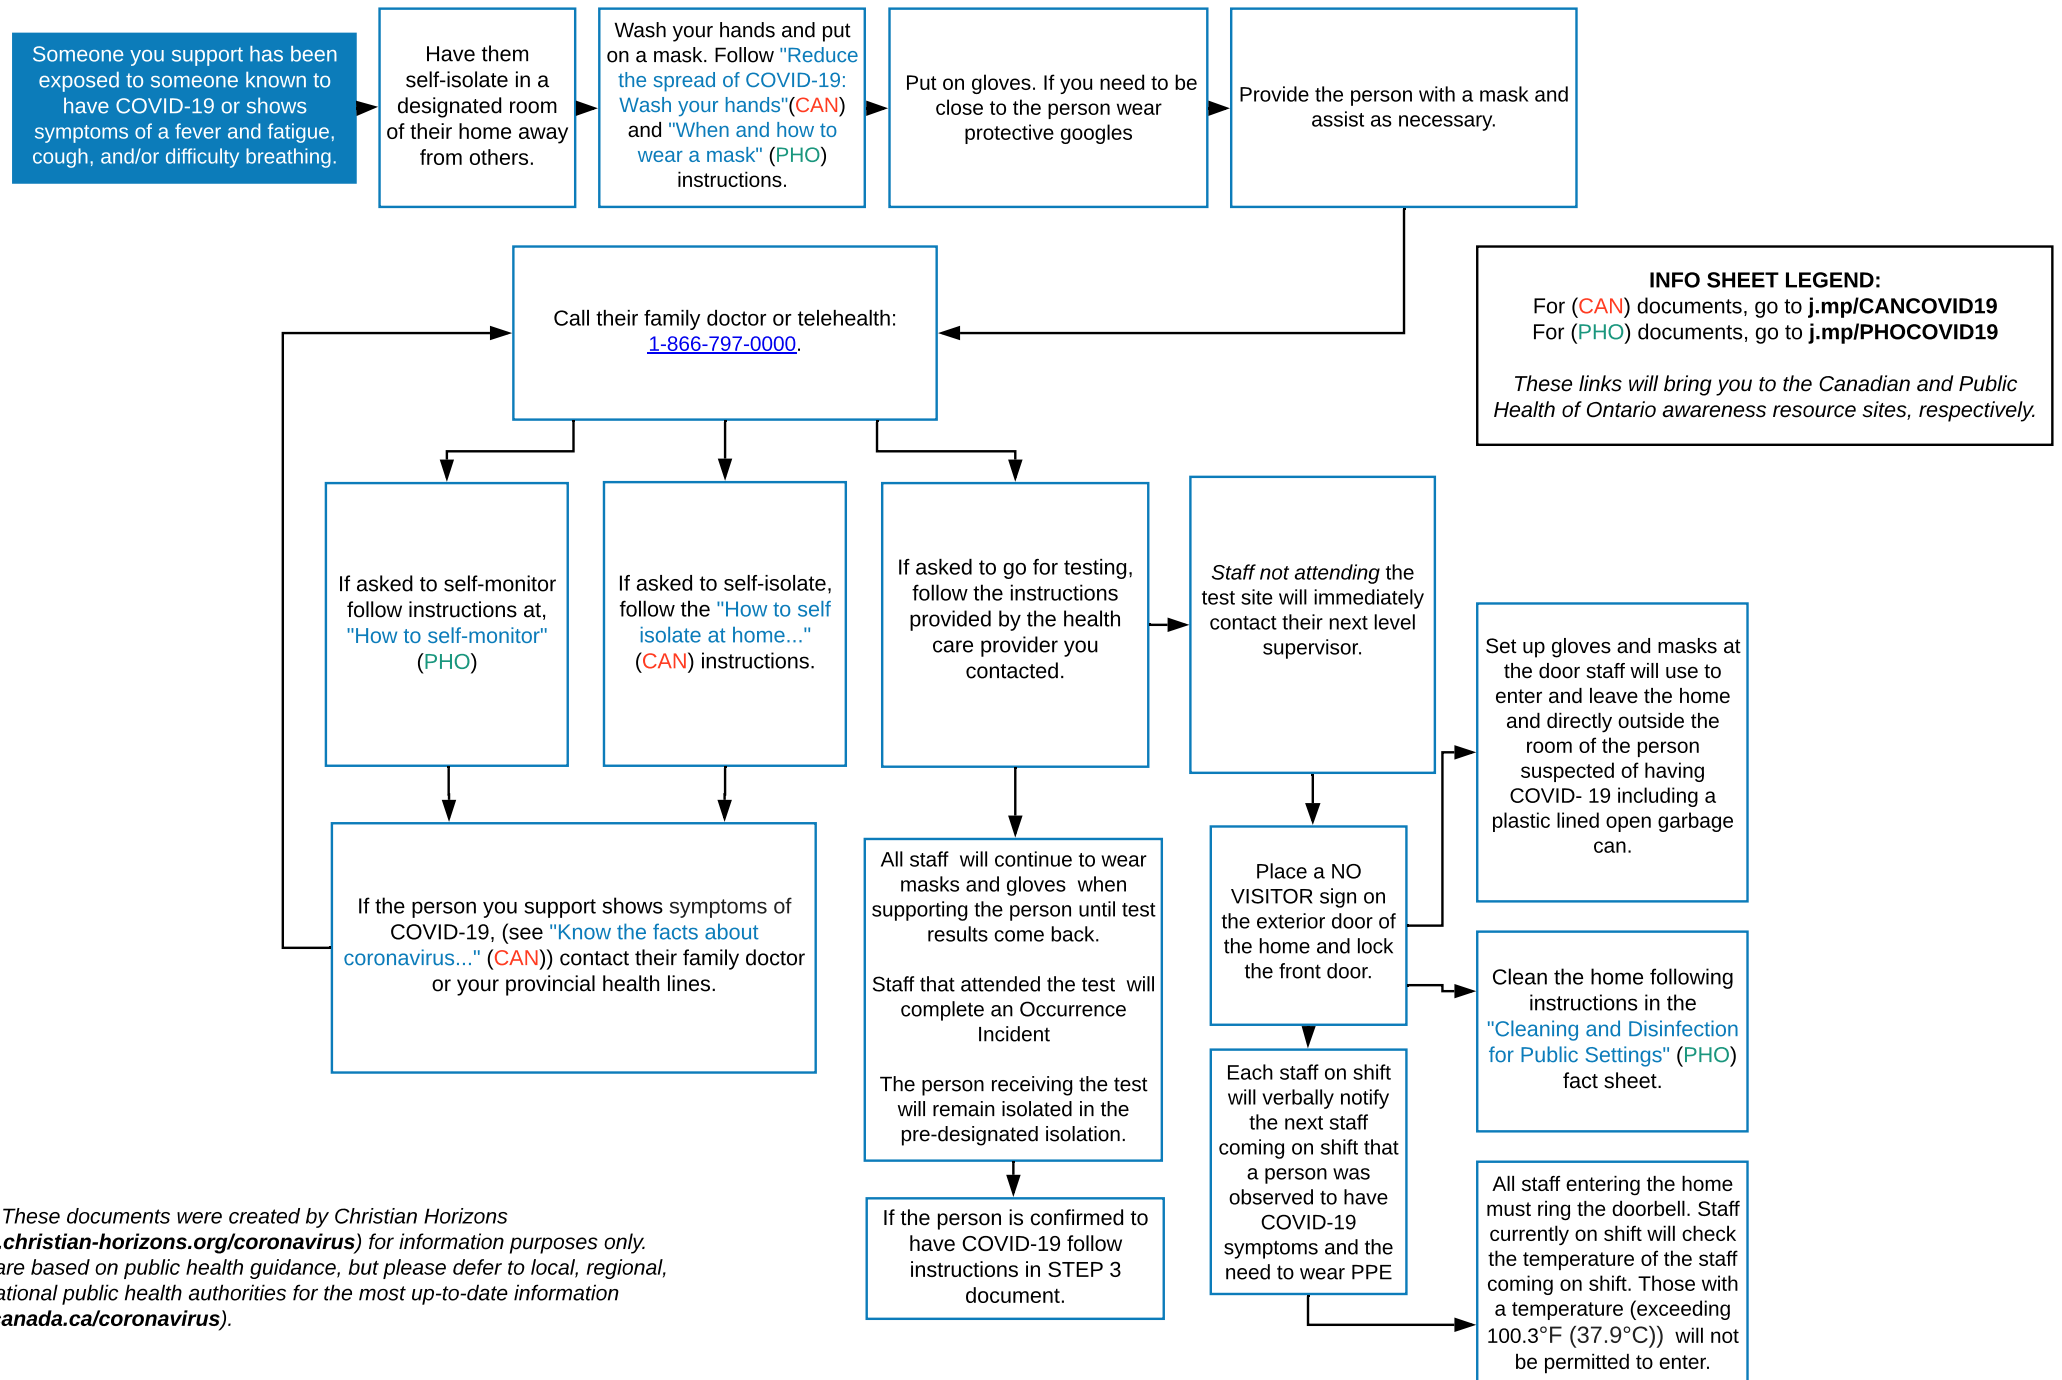 Someone you support has been
exposed to someone known to
have COVID-19 or shows
symptoms of a fever and fatigue,
cough, and/or difficulty breathing.
Have them
self-isolate in a
designated room
of their home away
from others.
Wash your hands and put
on a mask. Follow "Reduce
the spread of COVID-19:
Wash your hands"(CAN)
and "When and how to
wear a mask" (PHO)
instructions.
Put on gloves. If you need to be
close to the person wear
protective googles
Provide the person with a mask and
assist as necessary.
INFO SHEET LEGEND:
For (CAN) documents, go to j.mp/CANCOVID19
For (PHO) documents, go to j.mp/PHOCOVID19
These links will bring you to the Canadian and Public
Health of Ontario awareness resource sites, respectively.
Call their family doctor or telehealth:
1-866-797-0000.
If asked to self-monitor
follow instructions at,
"How to self-monitor"
(PHO)
If asked to self-isolate,
follow the "How to self
isolate at home..."
(CAN) instructions.
If asked to go for testing,
follow the instructions
provided by the health
care provider you
contacted.
Staff not attending the
test site will immediately
contact their next level
supervisor.
Set up gloves and masks at
the door staff will use to
enter and leave the home
and directly outside the
room of the person
suspected of having
COVID- 19 including a
plastic lined open garbage
can.
If the person you support shows symptoms of
COVID-19, (see "Know the facts about
coronavirus..." (CAN)) contact their family doctor
or your provincial health lines.
All staff will continue to wear
masks and gloves when
supporting the person until test
results come back.
Staff that attended the test will
complete an Occurrence
Incident
The person receiving the test
will remain isolated in the
pre-designated isolation.
Place a NO
VISITOR sign on
the exterior door of
the home and lock
the front door.
Clean the home following
instructions in the
"Cleaning and Disinfection
for Public Settings" (PHO)
fact sheet.
Each staff on shift
will verbally notify
the next staff
coming on shift that
a person was
observed to have
COVID-19
symptoms and the
need to wear PPE
If the person is confirmed to
have COVID-19 follow
instructions in STEP 3
document.
All staff entering the home
must ring the doorbell. Staff
currently on shift will check
the temperature of the staff
coming on shift. Those with
a temperature (exceeding
100.3°F (37.9°C)) will not
be permitted to enter.
These documents were created by Christian Horizons
.christian-horizons.org/coronavirus) for information purposes only.
are based on public health guidance, but please defer to local, regional,
ational public health authorities for the most up-to-date information
canada.ca/coronavirus).